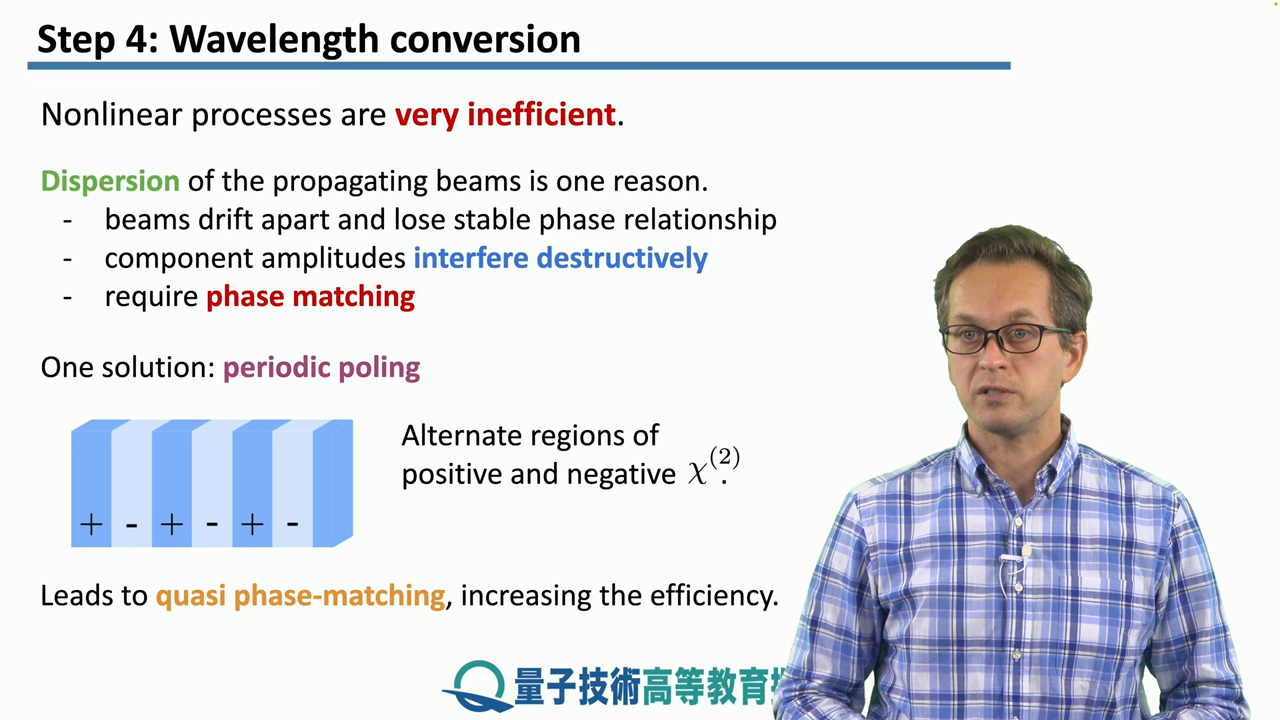 Step 4: Wavelength conversion
Nonlinear processes are very inefficient.
Dispersion of the propagating beams is one reason.
- beams drift apart and lose stable phase relationship
- component amplitudes interfere destructively
- require phase matching
One solution: periodic poling
Alternate regions of
positive and negative χ⁽²⁾.
+ - + - + -
Leads to quasi phase-matching, increasing the efficiency.
量子技術高等教育